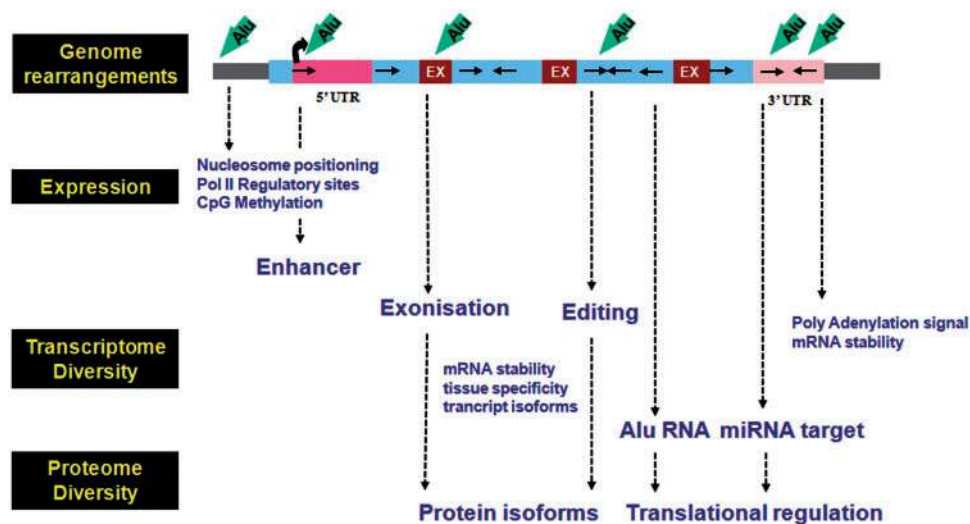 Alu
Alu
Alu
Alu
Alu
Alu
Genome
rearrangements
EX
EX
EX
5' UTR
3' UTR
Expression
Nucleosome positioning
Pol II Regulatory sites
CpG Methylation
Enhancer
Exonisation
Editing
Poly Adenylation signal
mRNA stability
Transcriptome
Diversity
mRNA stability
tissue specificity
trancript isoforms
Alu RNA
miRNA target
Proteome
Diversity
Protein isoforms
Translational regulation